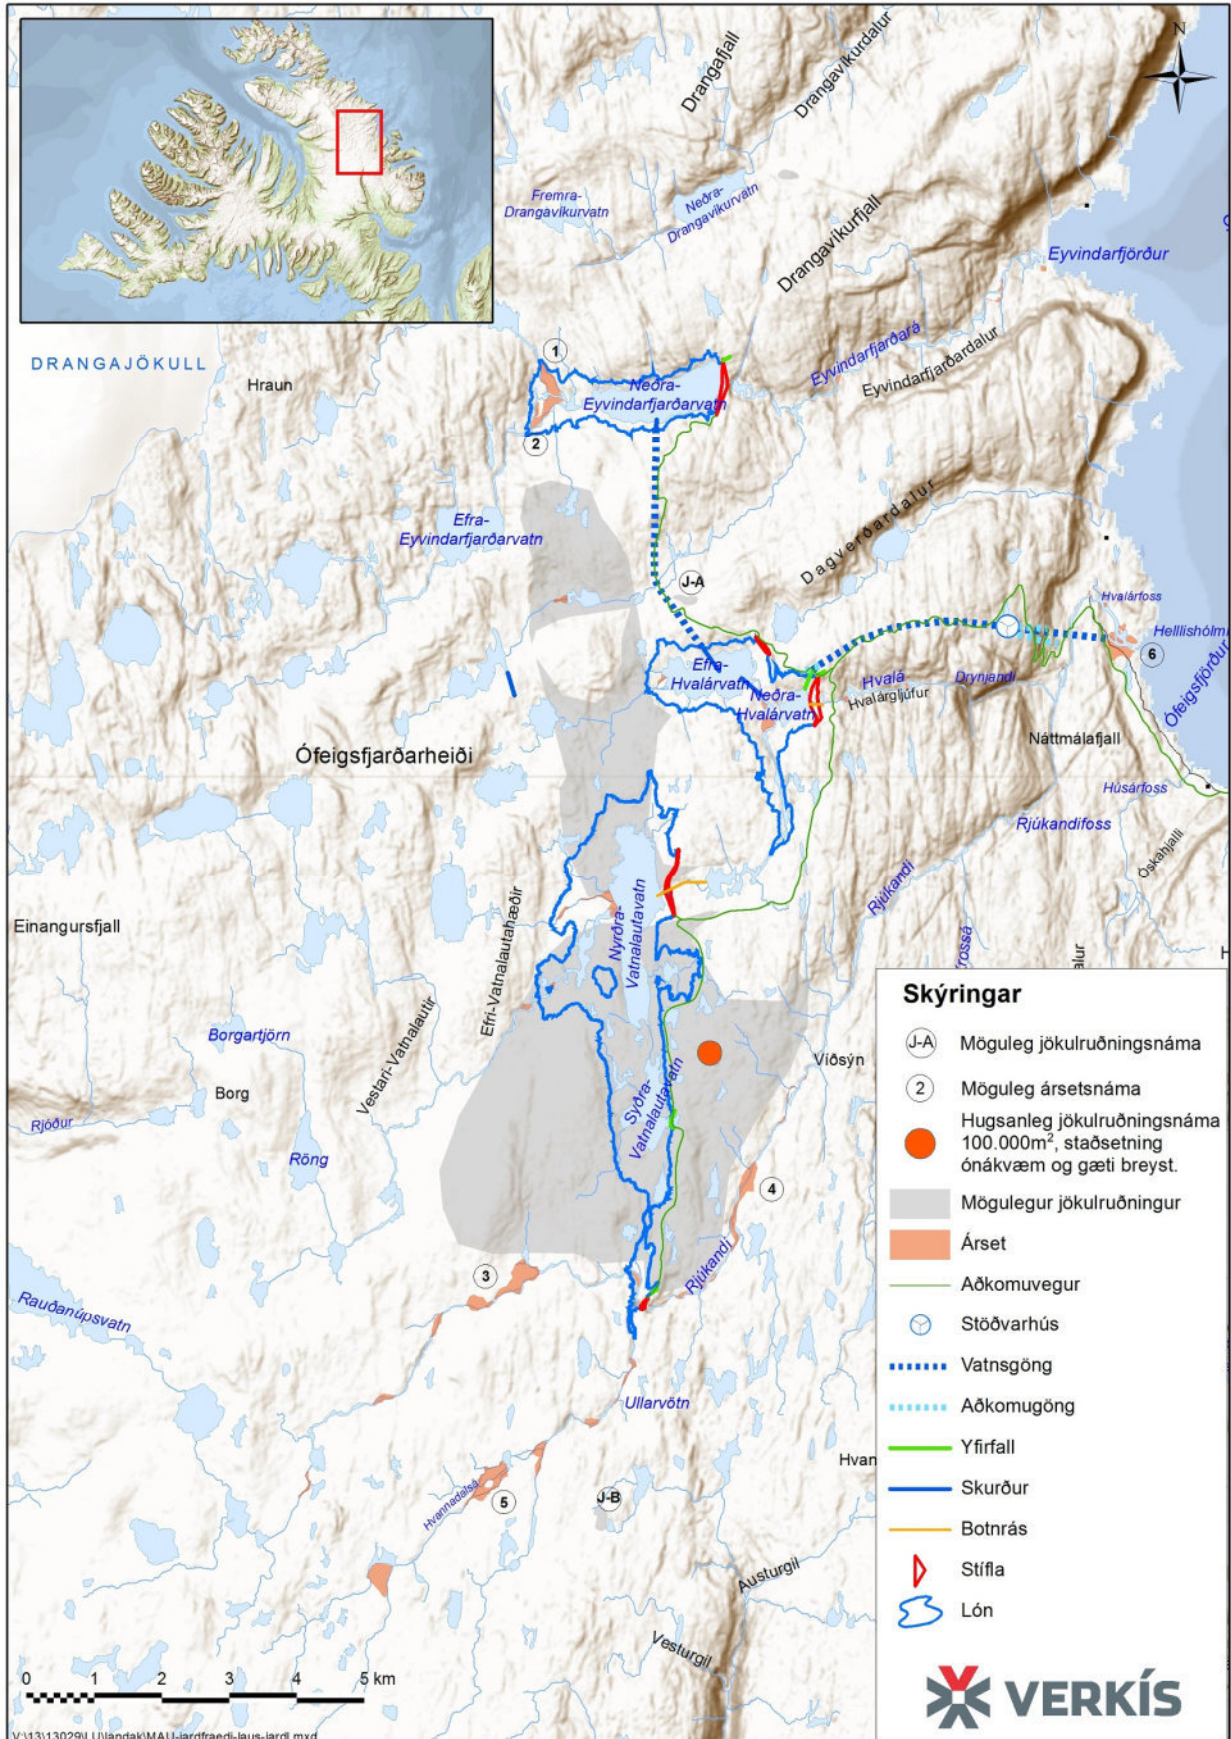 N
Drangafjall
Drangavíkurdalur
Fremra-
Drangavíkurvatn
Neðra-
Drangavíkurvatn
Drangavíkurfjall
Eyvindarfjörður
DRANGAJÖKULL
Hraun
1
Neðra-
Eyvindarfjarðarvatn
Eyvindarfjarðará
Eyvindarfjarðardalur
2
Efra-
Eyvindarfjarðarvatn
Dagverðardalur
J-A
Hvalárfoss
Helllishólmi
6
Ófeigsfjörður
Efra-
Hvalárvatn
Neðra-
Hvalárvatn
Hvalá
Hvalárgljúfur
Drynjandi
Náttmálafjall
Ófeigsfjarðarheiði
Húsárfoss
Rjúkandifoss
Óskahjalli
Rjúkandi
Einangursfjall
Efri-Vatnalautahæðir
Nyrðra-
Vatnalautavatn
Borgartjörn
Vestari-Vatnalautir
Borg
Víðsýn
Rjóður
Röng
Syðra-
Vatnalautavatn
4
3
Rjúkandi
Rauðanúpsvatn
Ullarvötn
Hvannadalsá
5
J-B
Hvan
Austurgil
Vesturgil
Skýringar
J-A Möguleg jökulruðningsnáma
2 Möguleg ársetsnáma
Hugsanleg jökulruðningsnáma
100.000m², staðsetning
ónákvæm og gæti breyst.
Mögulegur jökulruðningur
Árset
Aðkomuvegur
Stöðvarhús
Vatnsgöng
Aðkomugöng
Yfirfall
Skurður
Botnrás
Stífla
Lón
VERKÍS
0 1 2 3 4 5 km